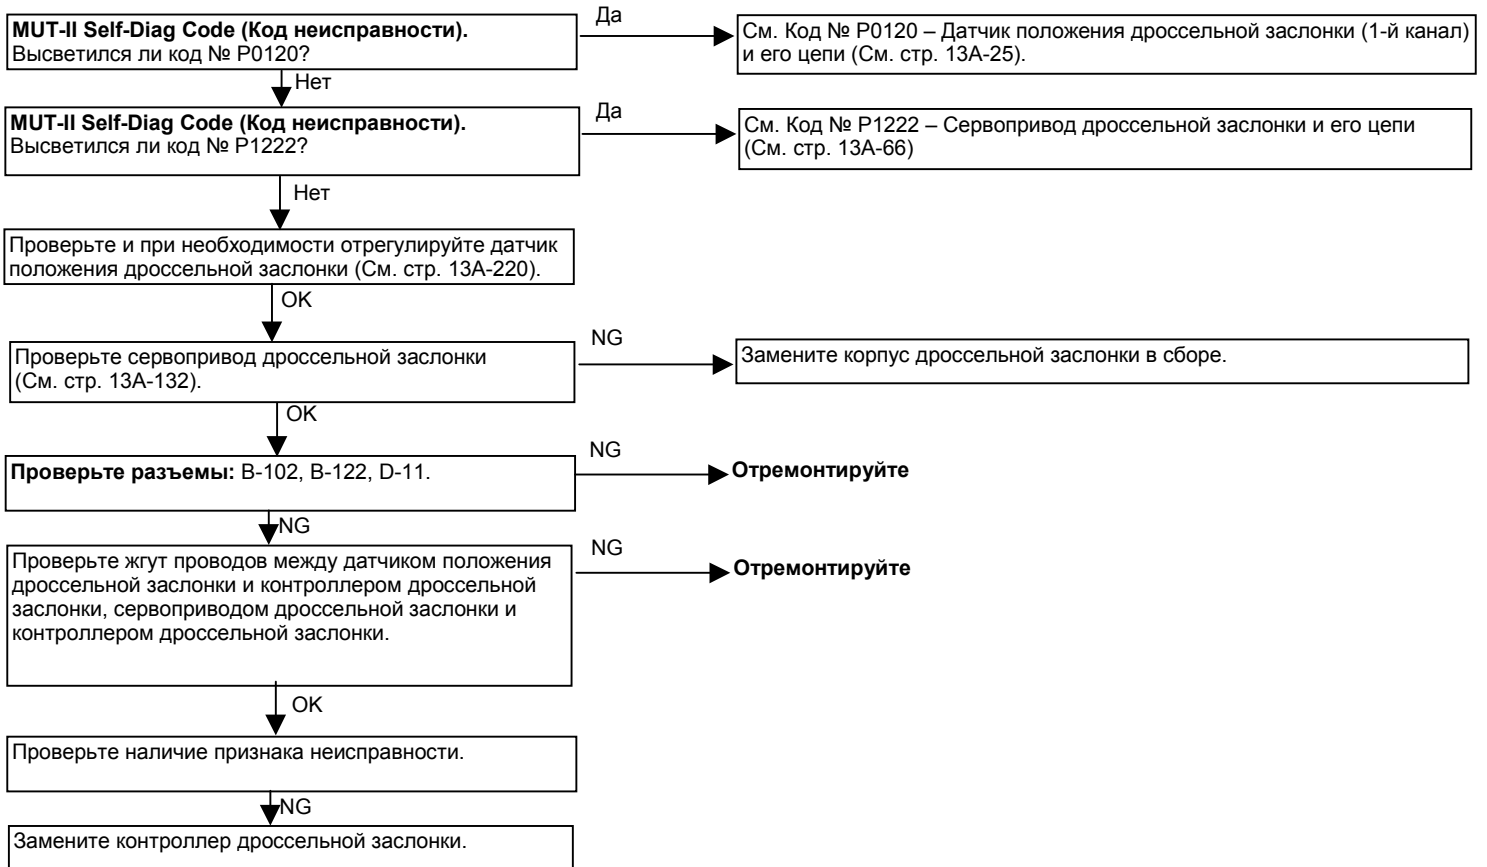 Да
MUT-II Self-Diag Code (Код неисправности).
Высветился ли код № P0120?
См. Код № P0120 – Датчик положения дроссельной заслонки (1-й канал)
и его цепи (См. стр. 13А-25).
Нет
Да
MUT-II Self-Diag Code (Код неисправности).
Высветился ли код № P1222?
См. Код № P1222 – Сервопривод дроссельной заслонки и его цепи
(См. стр. 13А-66)
Нет
Проверьте и при необходимости отрегулируйте датчик
положения дроссельной заслонки (См. стр. 13А-220).
OK
NG
Проверьте сервопривод дроссельной заслонки
(См. стр. 13А-132).
Замените корпус дроссельной заслонки в сборе.
OK
NG
Проверьте разъемы: B-102, B-122, D-11.
Отремонтируйте
NG
NG
Проверьте жгут проводов между датчиком положения
дроссельной заслонки и контроллером дроссельной
заслонки, сервоприводом дроссельной заслонки и
контроллером дроссельной заслонки.
Отремонтируйте
OK
Проверьте наличие признака неисправности.
NG
Замените контроллер дроссельной заслонки.